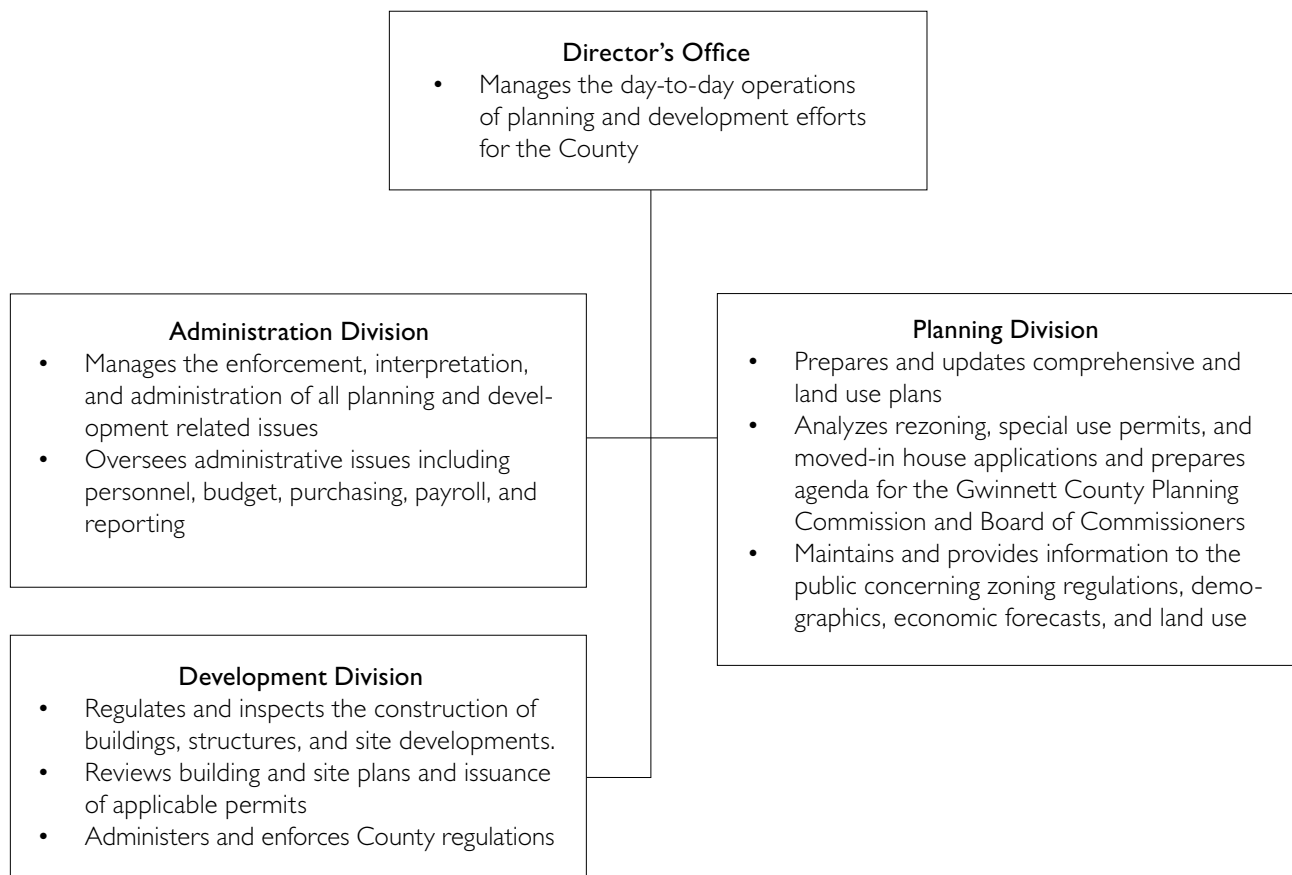 Director's Office
• Manages the day-to-day operations
of planning and development efforts
for the County
Administration Division
• Manages the enforcement, interpretation,
and administration of all planning and devel-
opment related issues
• Oversees administrative issues including
personnel, budget, purchasing, payroll, and
reporting
Planning Division
• Prepares and updates comprehensive and
land use plans
• Analyzes rezoning, special use permits, and
moved-in house applications and prepares
agenda for the Gwinnett County Planning
Commission and Board of Commissioners
• Maintains and provides information to the
public concerning zoning regulations, demo-
graphics, economic forecasts, and land use
Development Division
• Regulates and inspects the construction of
buildings, structures, and site developments.
• Reviews building and site plans and issuance
of applicable permits
• Administers and enforces County regulations